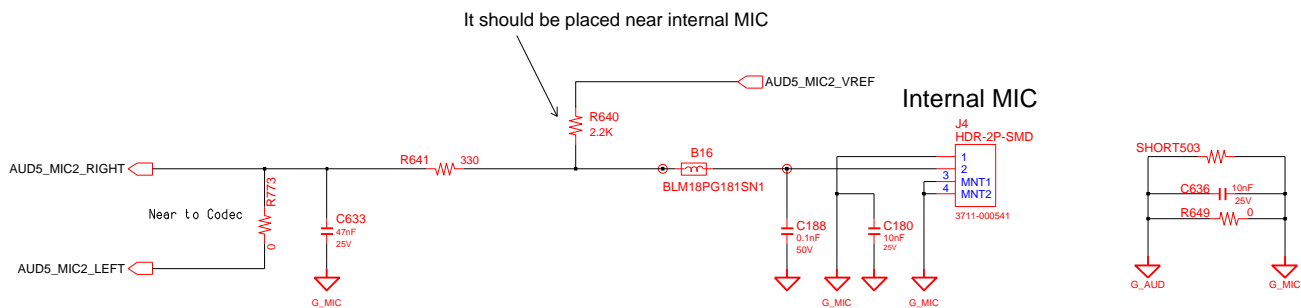 It should be placed near internal MIC
AUD5_MIC2_VREF
Internal MIC
R640
2.2K
J4
HDR-2P-SMD
1
2
3 MNT1
4 MNT2
3711-000541
AUD5_MIC2_RIGHT
R641 330
B16
BLM18PG181SN1
SHORT503
C636 10nF
25V
R649 0
R773
0
Near to Codec
C633
47nF
25V
C188
0.1nF
50V
C180
10nF
25V
AUD5_MIC2_LEFT
G_MIC
G_MIC
G_MIC
G_AUD
G_MIC